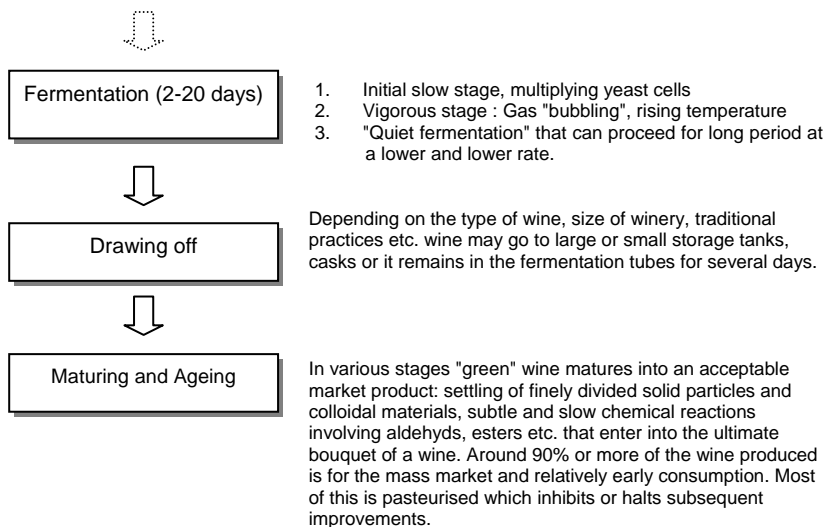 Fermentation (2-20 days)
1. Initial slow stage, multiplying yeast cells
2. Vigorous stage : Gas "bubbling", rising temperature
3. "Quiet fermentation" that can proceed for long period at
a lower and lower rate.
Drawing off
Depending on the type of wine, size of winery, traditional
practices etc. wine may go to large or small storage tanks,
casks or it remains in the fermentation tubes for several days.
Maturing and Ageing
In various stages "green" wine matures into an acceptable
market product: settling of finely divided solid particles and
colloidal materials, subtle and slow chemical reactions
involving aldehyds, esters etc. that enter into the ultimate
bouquet of a wine. Around 90% or more of the wine produced
is for the mass market and relatively early consumption. Most
of this is pasteurised which inhibits or halts subsequent
improvements.